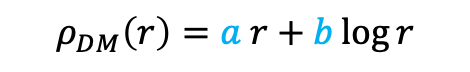 ρ_DM(r) = a r + b log r